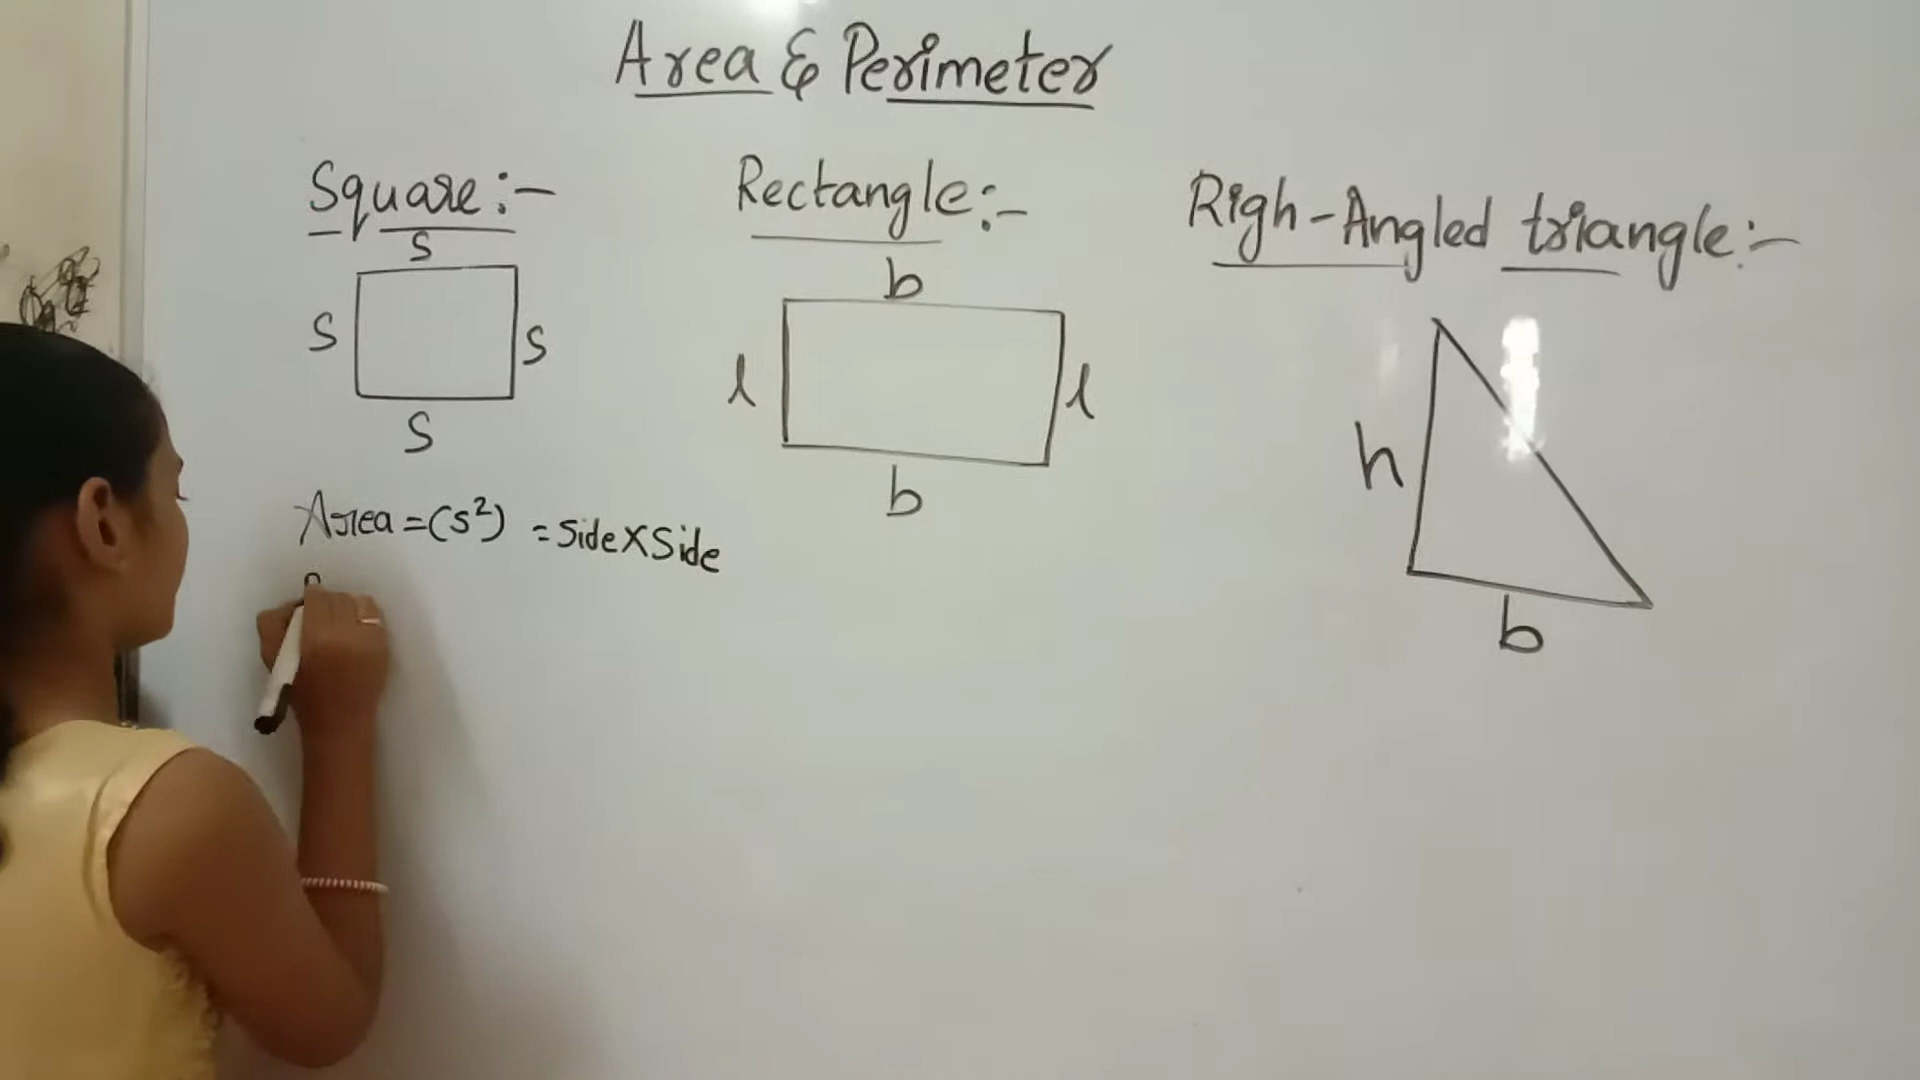 Area & Perimeter
Square:-
S
S
S
S
Area =(S²) = Side X Side
Rectangle:-
b
l
l
b
Righ-Angled triangle:-
h
b